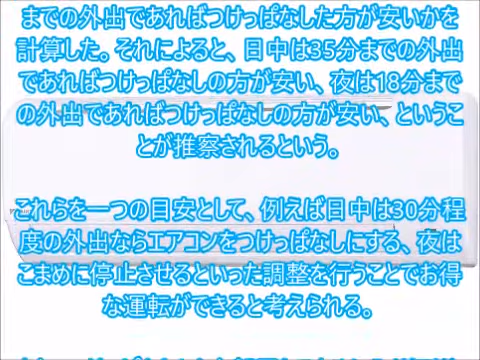 までの外出であればつけっぱなした方が安いかを
計算した。それによると、日中は35分までの外出
であればつけっぱなしの方が安い、夜は18分まで
の外出であればつけっぱなしの方が安い、というこ
とが推察されるという。
これらを一つの目安として、例えば日中は30分程
度の外出ならエアコンをつけっぱなしにする、夜は
こまめに停止させるといった調整を行うことでお得
な運転ができると考えられる。